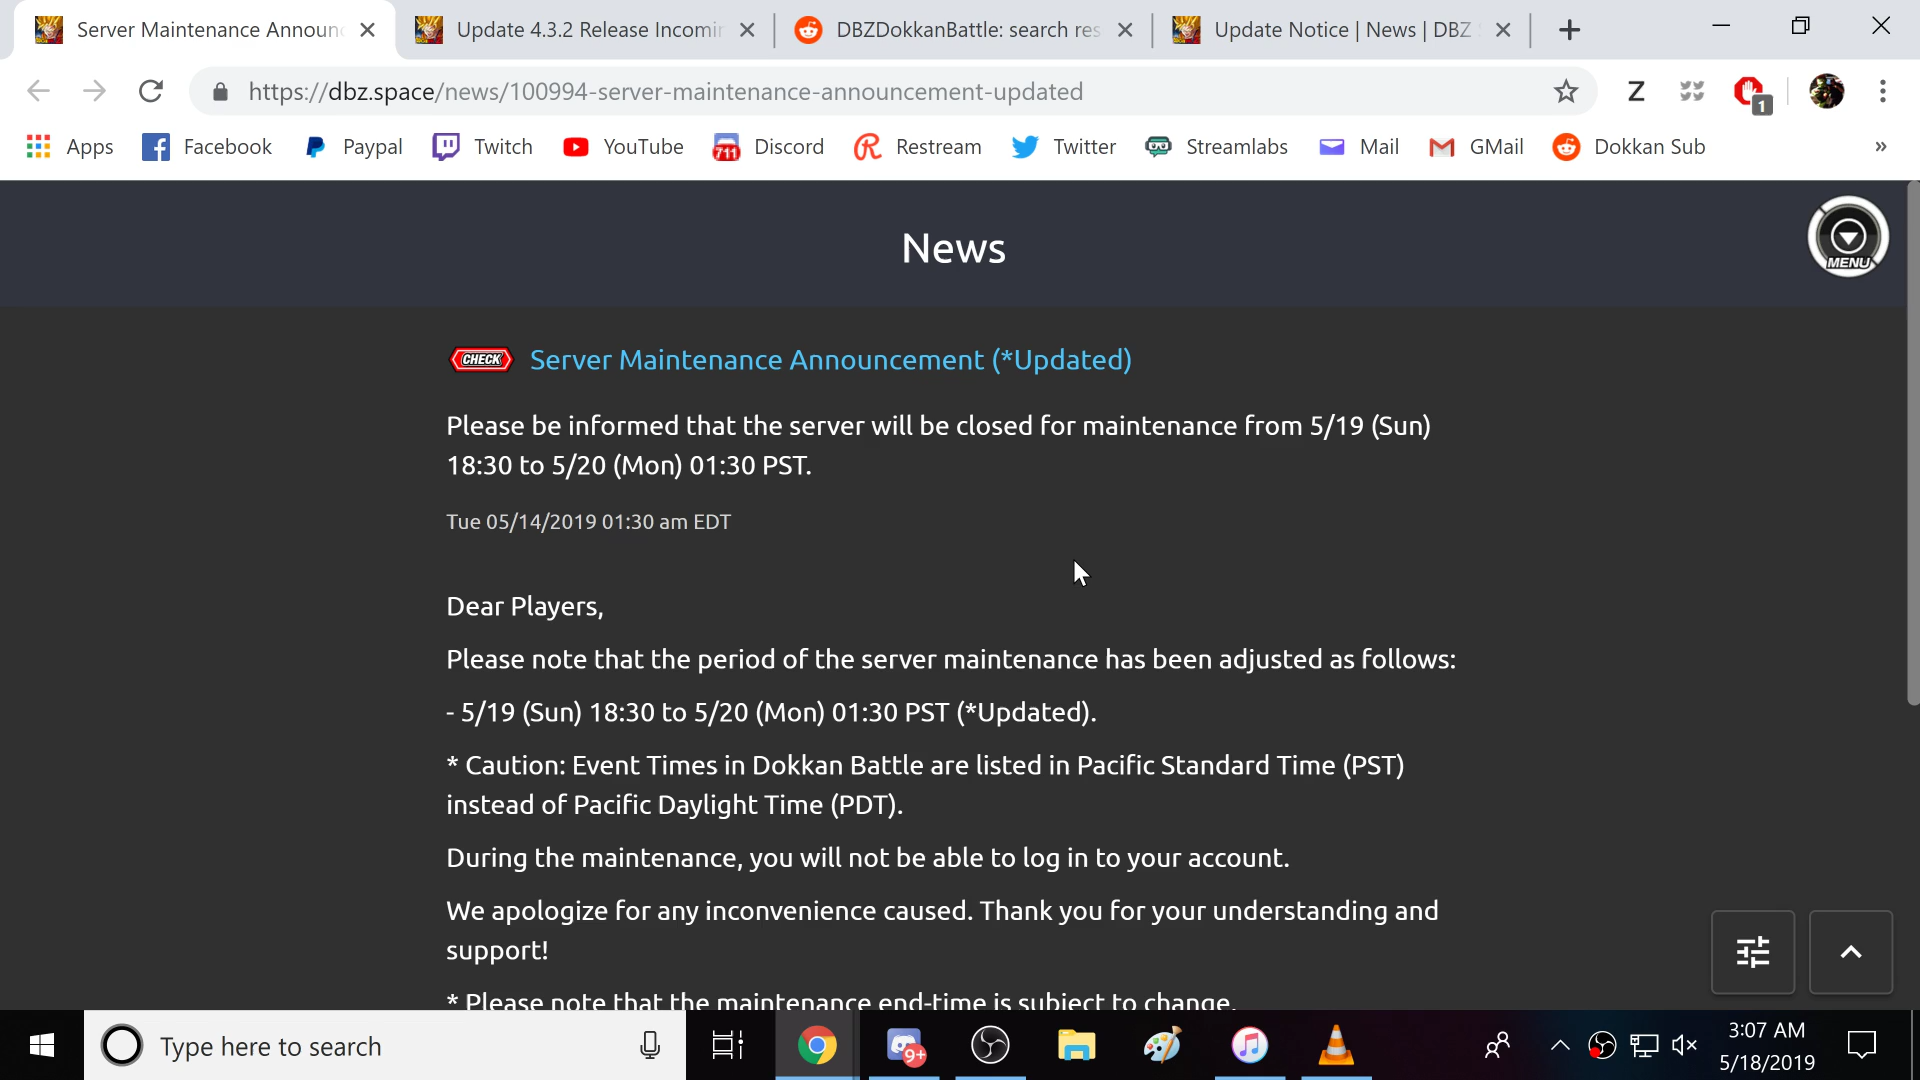 Server Maintenance Announ
Update 4.3.2 Release Incomin
DBZDokkanBattle: search res
Update Notice | News | DBZ
https://dbz.space/news/100994-server-maintenance-announcement-updated
Z
1
Apps
Facebook
Paypal
Twitch
711
Discord
Restream
Twitter
Streamlabs
Mail
GMail
Dokkan Sub
»
News
MENU
CHECK
Server Maintenance Announcement (*Updated)
Please be informed that the server will be closed for maintenance from 5/19 (Sun)
18:30 to 5/20 (Mon) 01:30 PST.
Tue 05/14/2019 01:30 am EDT
Dear Players,
Please note that the period of the server maintenance has been adjusted as follows:
- 5/19 (Sun) 18:30 to 5/20 (Mon) 01:30 PST (*Updated).
* Caution: Event Times in Dokkan Battle are listed in Pacific Standard Time (PST)
instead of Pacific Daylight Time (PDT).
During the maintenance, you will not be able to log in to your account.
We apologize for any inconvenience caused. Thank you for your understanding and
support!
* Please note that the maintenance end-time is subject to change.
Type here to search
9+
3:07 AM
5/18/2019